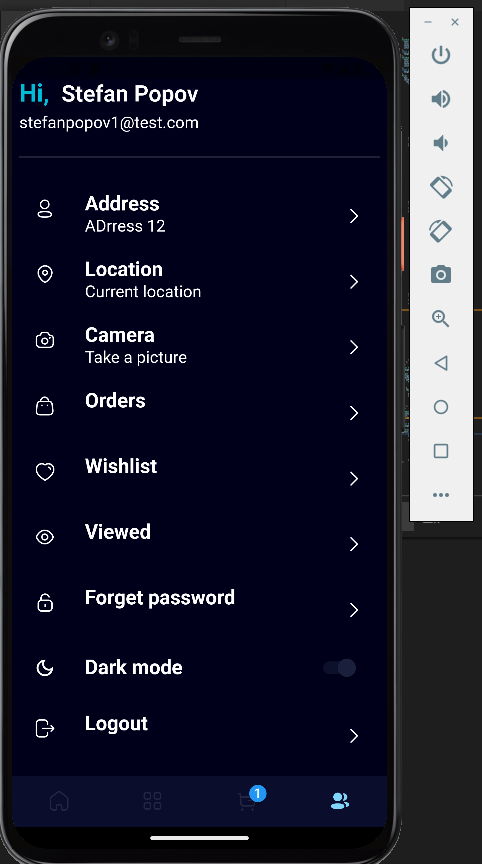 Hi, Stefan Popov
stefanpopov1@test.com
Address
ADrress 12
Location
Current location
Camera
Take a picture
Orders
Wishlist
Viewed
Forget password
Dark mode
Logout
1